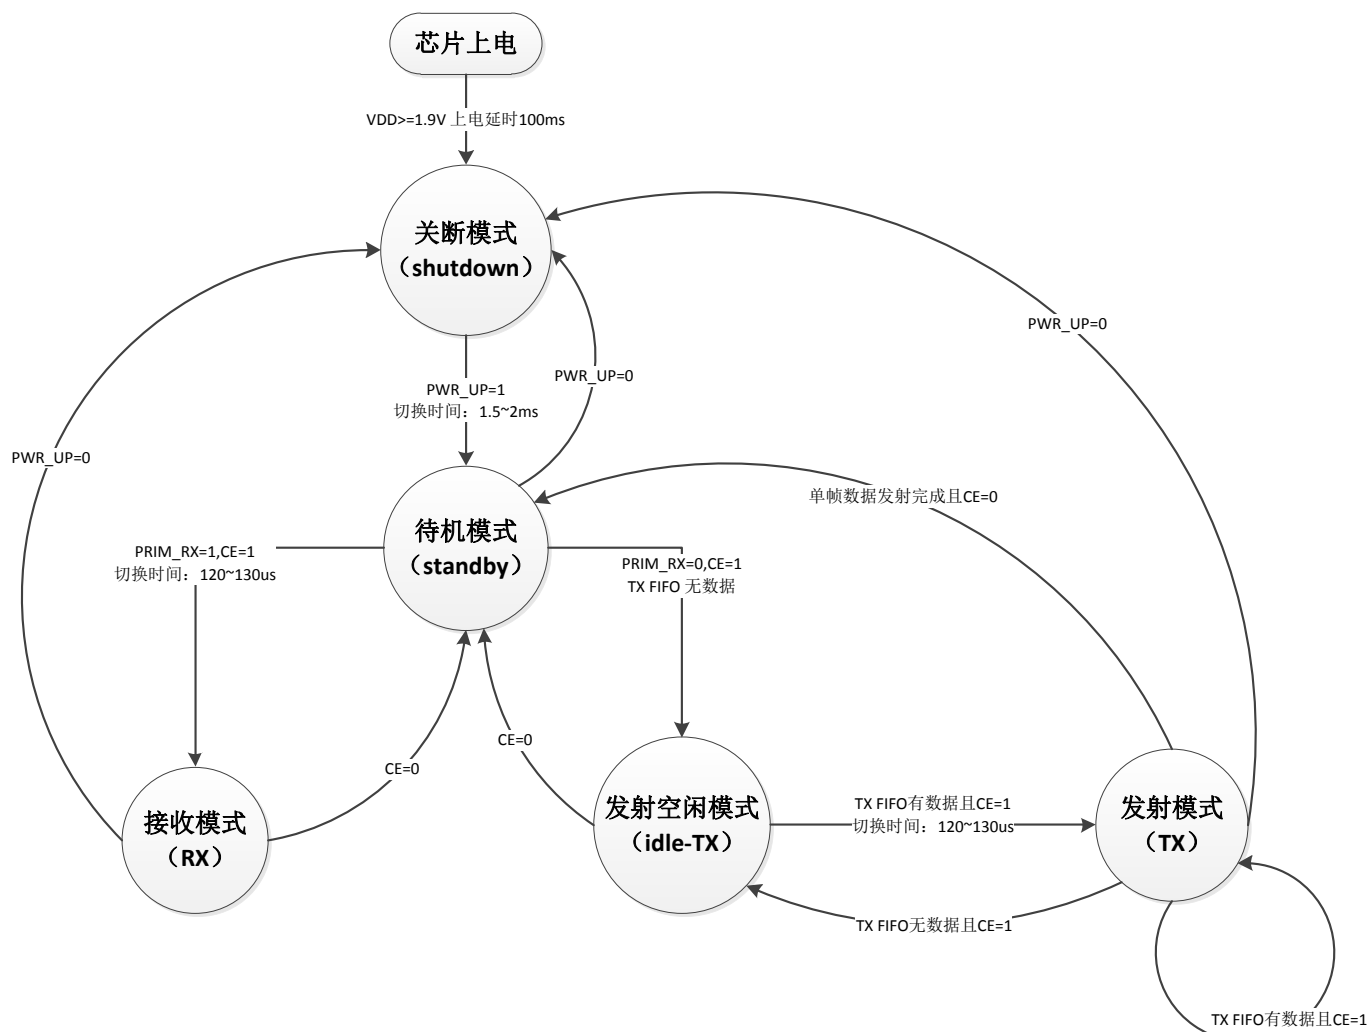 芯片上电
VDD>=1.9V 上电延时100ms
关断模式
（shutdown）
PWR_UP=0
PWR_UP=1
切换时间：1.5~2ms
PWR_UP=0
PWR_UP=0
单帧数据发射完成且CE=0
待机模式
（standby）
PRIM_RX=1,CE=1
切换时间：120~130us
PRIM_RX=0,CE=1
TX FIFO 无数据
CE=0
CE=0
接收模式
（RX）
发射空闲模式
（idle-TX）
TX FIFO有数据且CE=1
切换时间：120~130us
发射模式
（TX）
TX FIFO无数据且CE=1
TX FIFO有数据且CE=1